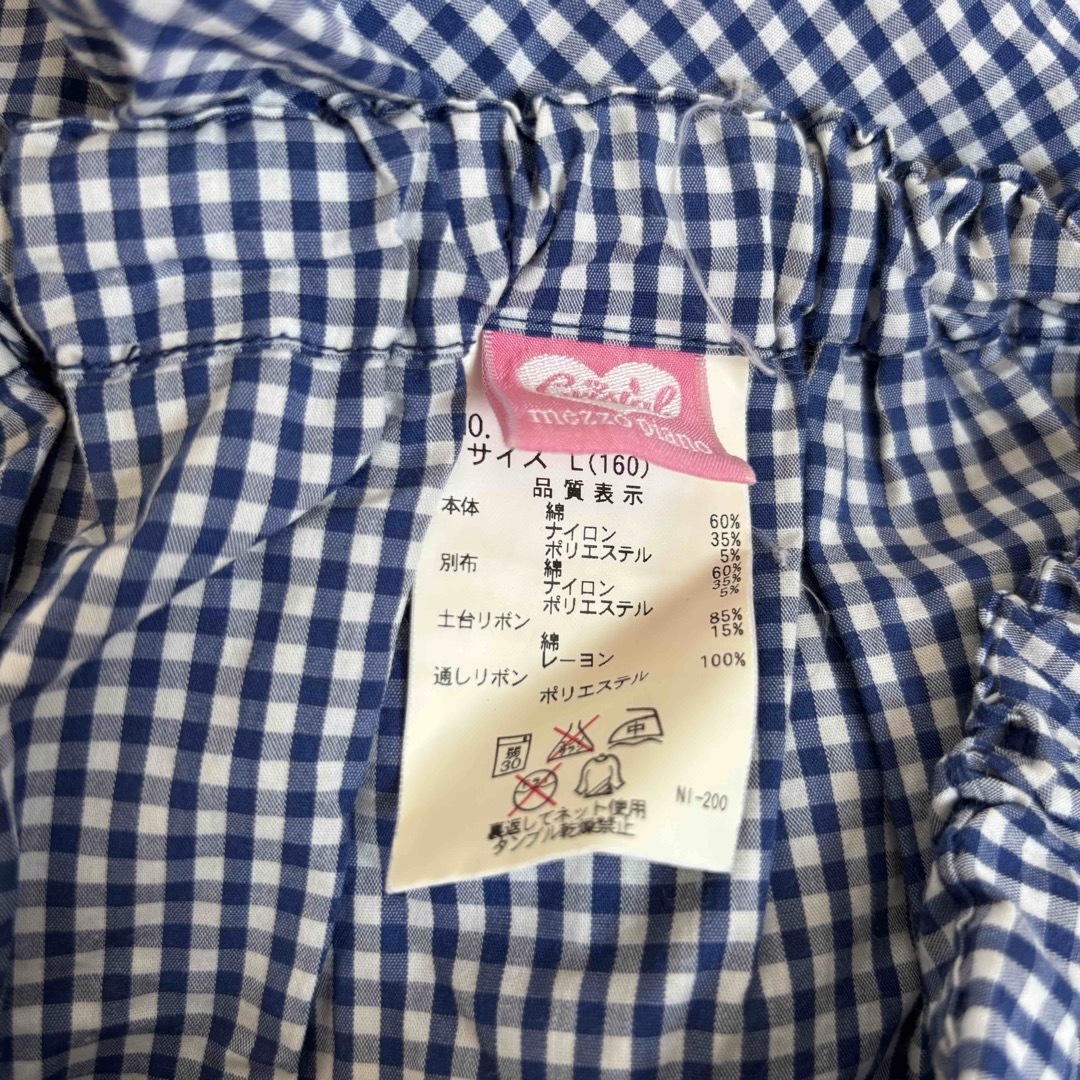 mezzo piano
0.
サイズ L(160)
品質表示
本体 綿 60%
ナイロン 35%
ポリエステル 5%
別布 綿 60%
ナイロン 35%
ポリエステル 5%
土台リボン
綿 85%
レーヨン 15%
通しリボン
ポリエステル 100%
弱
30
中
NI-200
裏返してネット使用
タンブル乾燥禁止